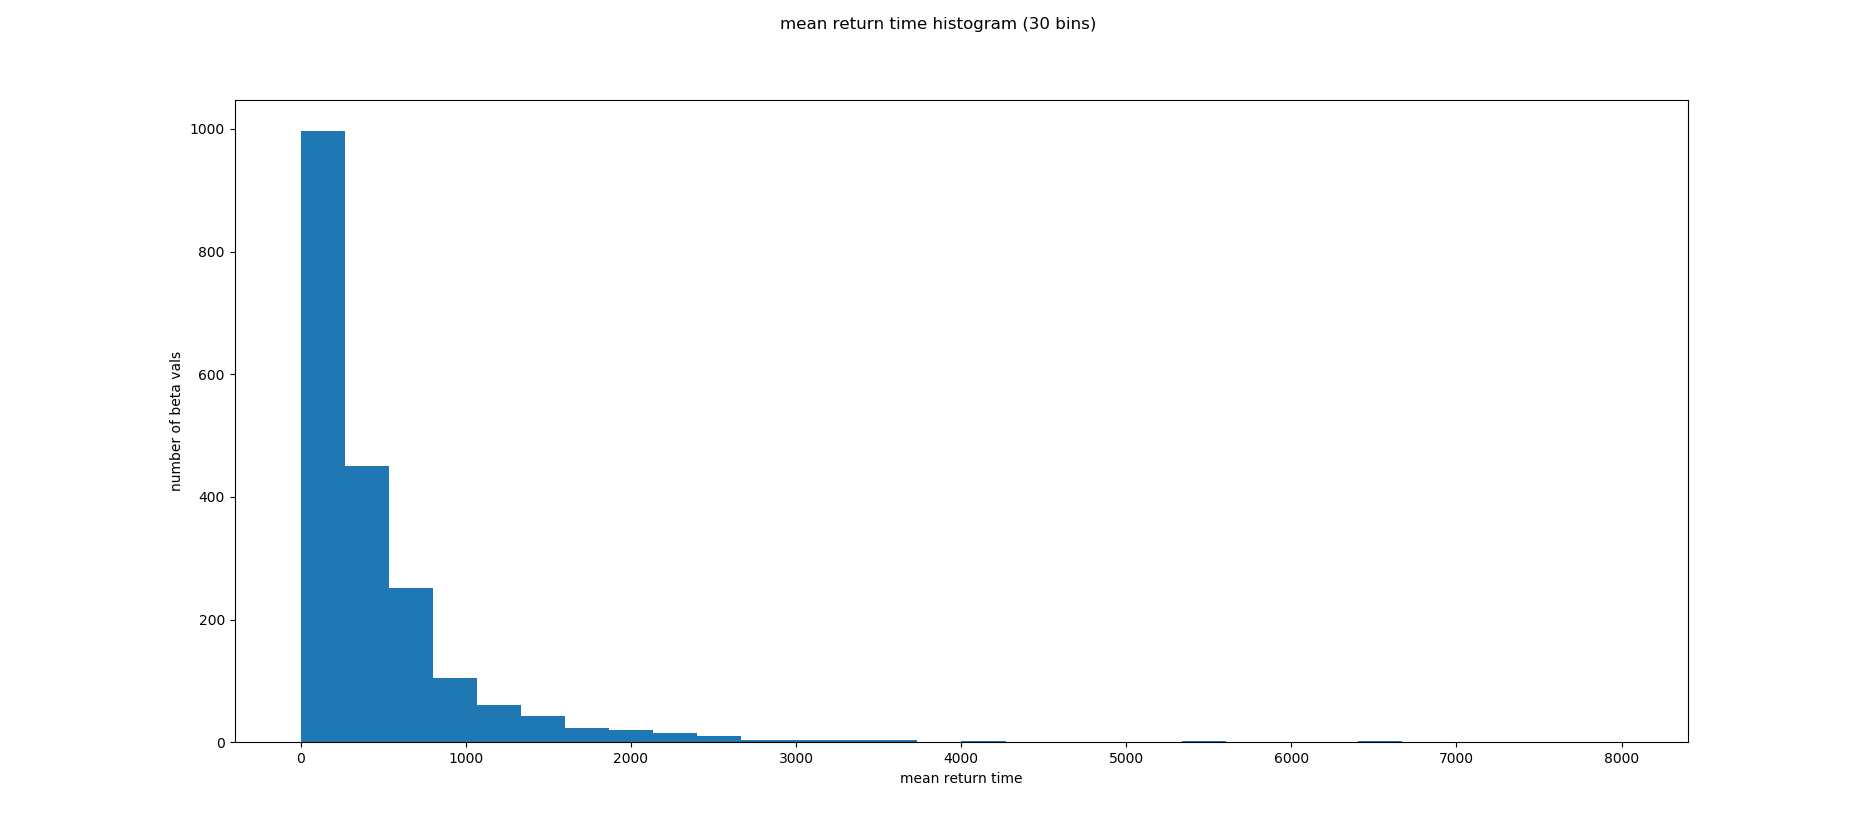 mean return time histogram (30 bins)
1000
800
600
400
200
0
number of beta vals
0 1000 2000 3000 4000 5000 6000 7000 8000
mean return time